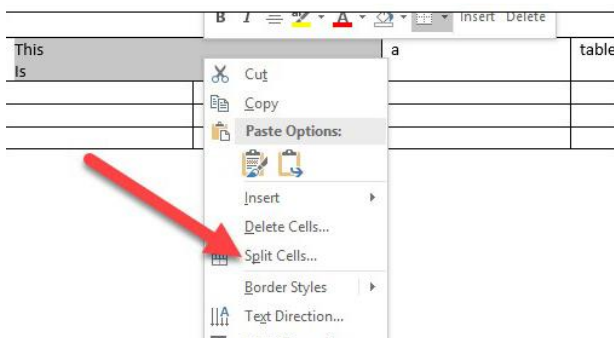 B I A Insert Delete
This a table
Is
Cut
Copy
Paste Options:
Insert
Delete Cells...
Split Cells...
Border Styles
Text Direction...